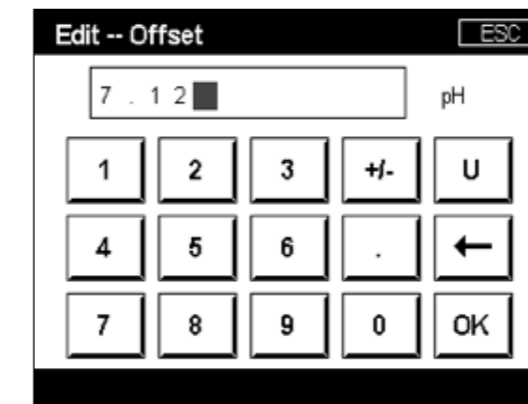 Edit -- Offset ESC
7 . 1 2 pH
1 2 3 +/- U
4 5 6 . ←
7 8 9 0 OK